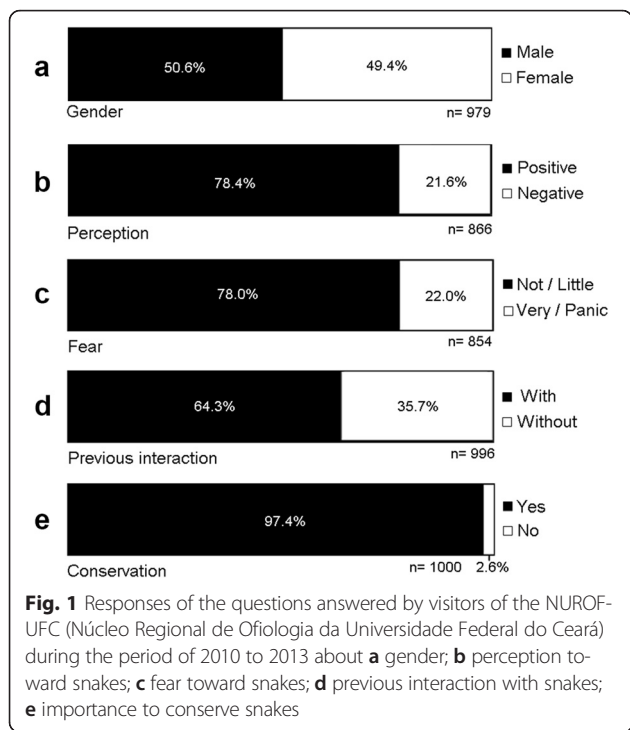 a
50.6%
49.4%
■ Male
□ Female
Gender
n= 979
b
78.4%
21.6%
■ Positive
□ Negative
Perception
n= 866
c
78.0%
22.0%
■ Not / Little
□ Very / Panic
Fear
n= 854
d
64.3%
35.7%
■ With
□ Without
Previous interaction
n= 996
e
97.4%
■ Yes
□ No
Conservation
n= 1000 2.6%
Fig. 1 Responses of the questions answered by visitors of the NUROF-
UFC (Núcleo Regional de Ofiologia da Universidade Federal do Ceará)
during the period of 2010 to 2013 about a gender; b perception to-
ward snakes; c fear toward snakes; d previous interaction with snakes;
e importance to conserve snakes